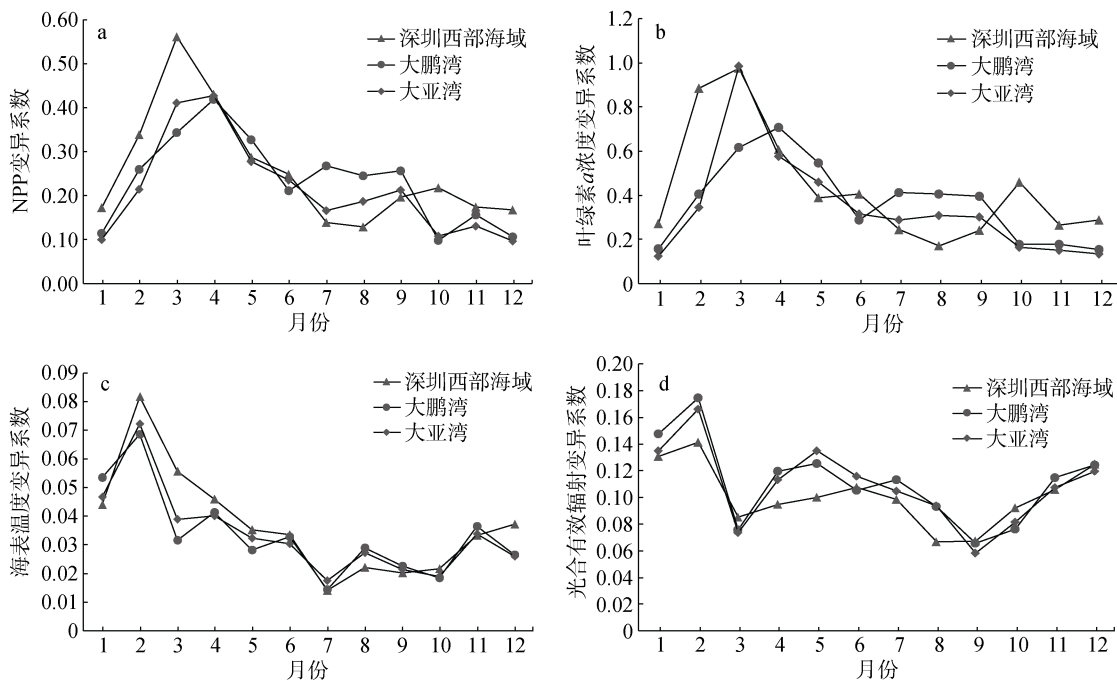 a
NPP变异系数
0.60
0.50
0.40
0.30
0.20
0.10
0.00
深圳西部海域
大鹏湾
大亚湾
1 2 3 4 5 6 7 8 9 10 11 12
月份
b
叶绿素a浓度变异系数
1.2
1.0
0.8
0.6
0.4
0.2
0
深圳西部海域
大鹏湾
大亚湾
1 2 3 4 5 6 7 8 9 10 11 12
月份
c
海表温度变异系数
0.09
0.08
0.07
0.06
0.05
0.04
0.03
0.02
0.01
0
深圳西部海域
大鹏湾
大亚湾
1 2 3 4 5 6 7 8 9 10 11 12
月份
d
光合有效辐射变异系数
0.20
0.18
0.16
0.14
0.12
0.10
0.08
0.06
0.04
0.02
0
深圳西部海域
大鹏湾
大亚湾
1 2 3 4 5 6 7 8 9 10 11 12
月份